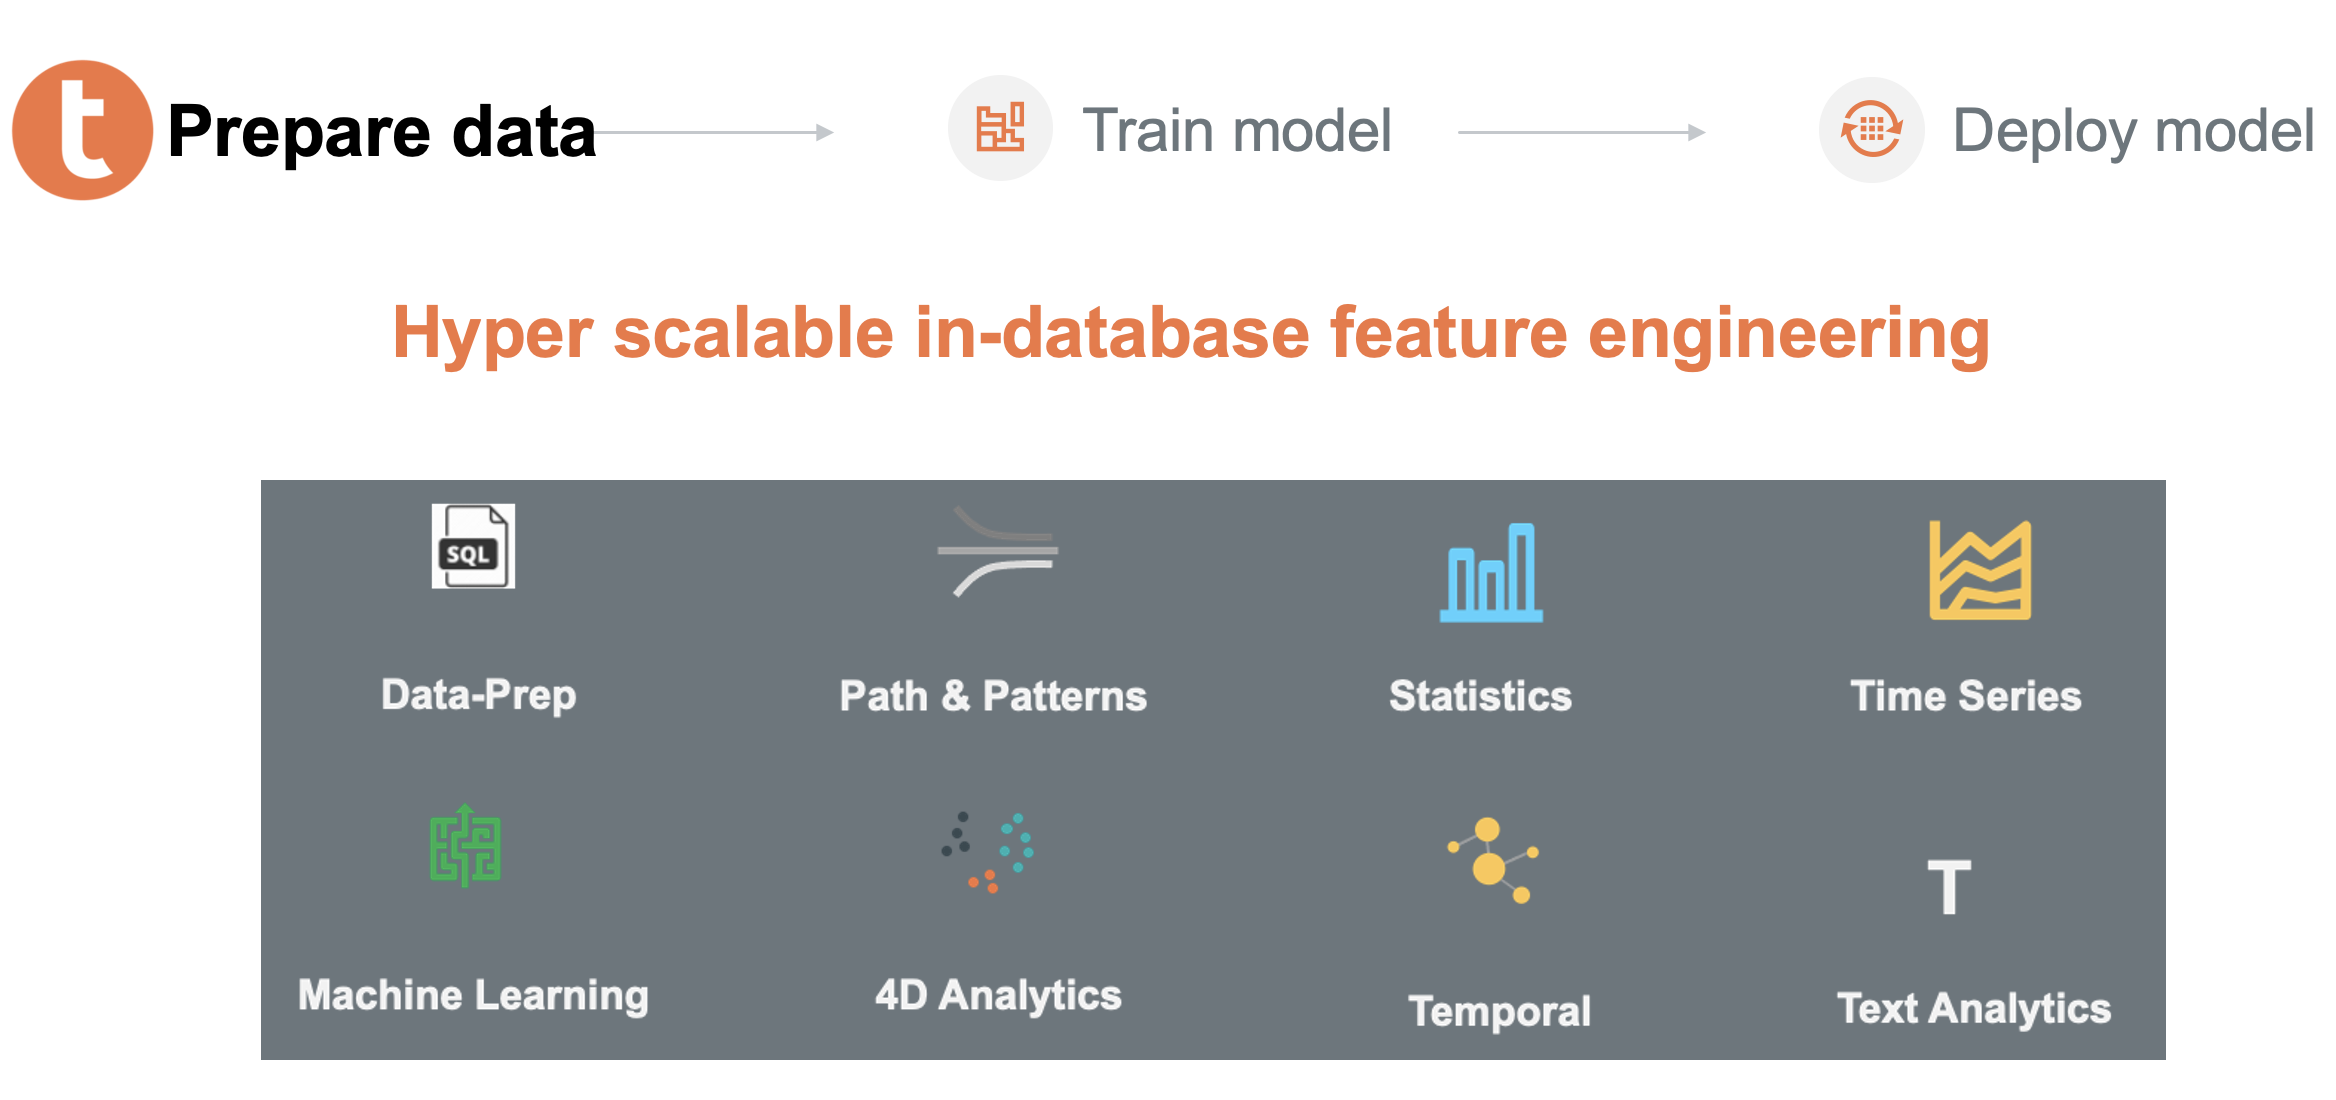 t Prepare data
Train model
Deploy model
Hyper scalable in-database feature engineering
SQL
Data-Prep
Path & Patterns
Statistics
Time Series
Machine Learning
4D Analytics
Temporal
T
Text Analytics